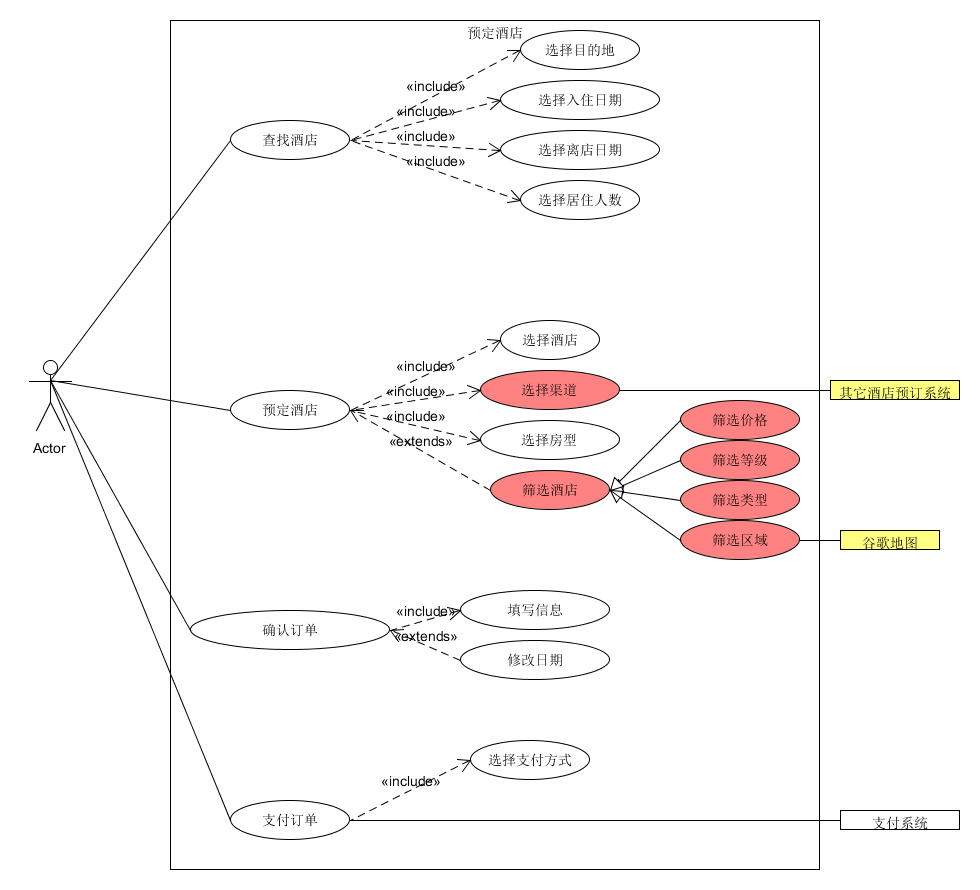 预定酒店
选择目的地
«include»
选择入住日期
«include»
查找酒店
«include»
选择离店日期
«include»
选择居住人数
选择酒店
«include»
选择渠道
«include»
其它酒店预订系统
预定酒店
«include»
筛选价格
选择房型
«extends»
Actor
筛选等级
筛选酒店
筛选类型
筛选区域
谷歌地图
«include»
填写信息
确认订单
«extends»
修改日期
选择支付方式
«include»
支付订单
支付系统